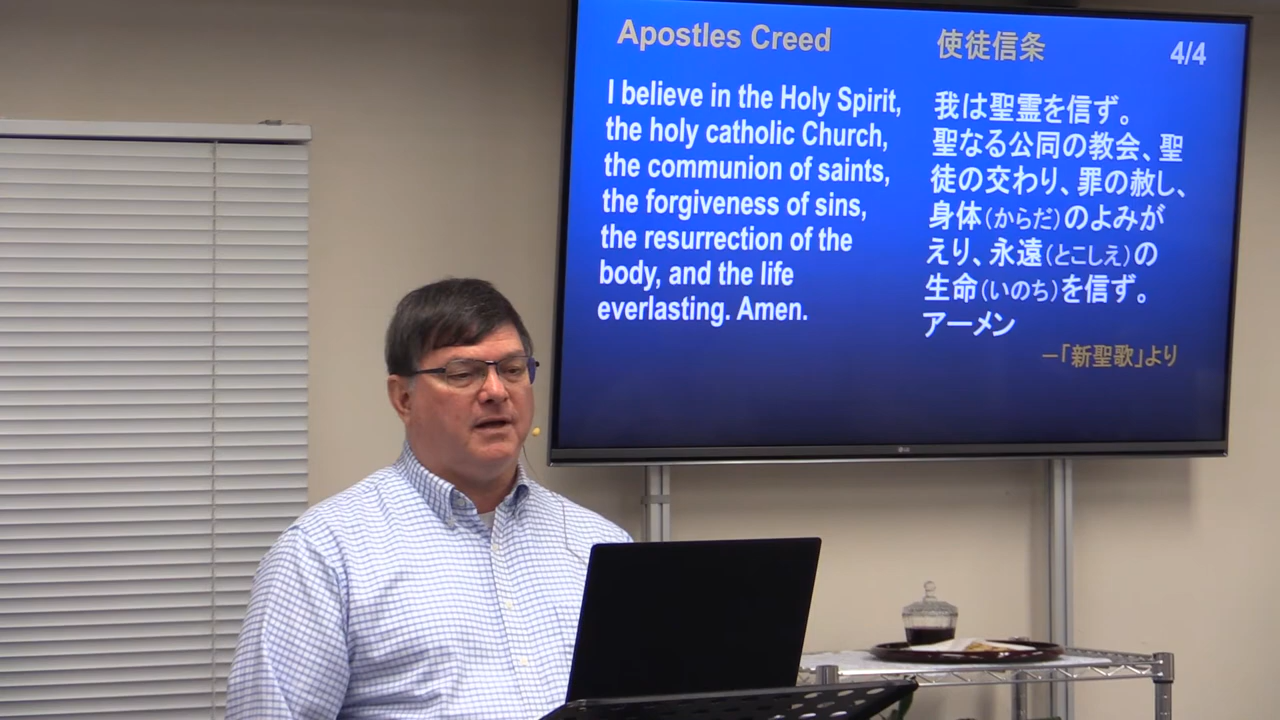 Apostles Creed
I believe in the Holy Spirit,
the holy catholic Church,
the communion of saints,
the forgiveness of sins,
the resurrection of the
body, and the life
everlasting. Amen.
使徒信条
4/4
我は聖霊を信ず。
聖なる公同の教会、聖
徒の交わり、罪の赦し、
身体(からだ)のよみが
えり、永遠(とこしえ)の
生命(いのち)を信ず。
アーメン
–「新聖歌」より
LG